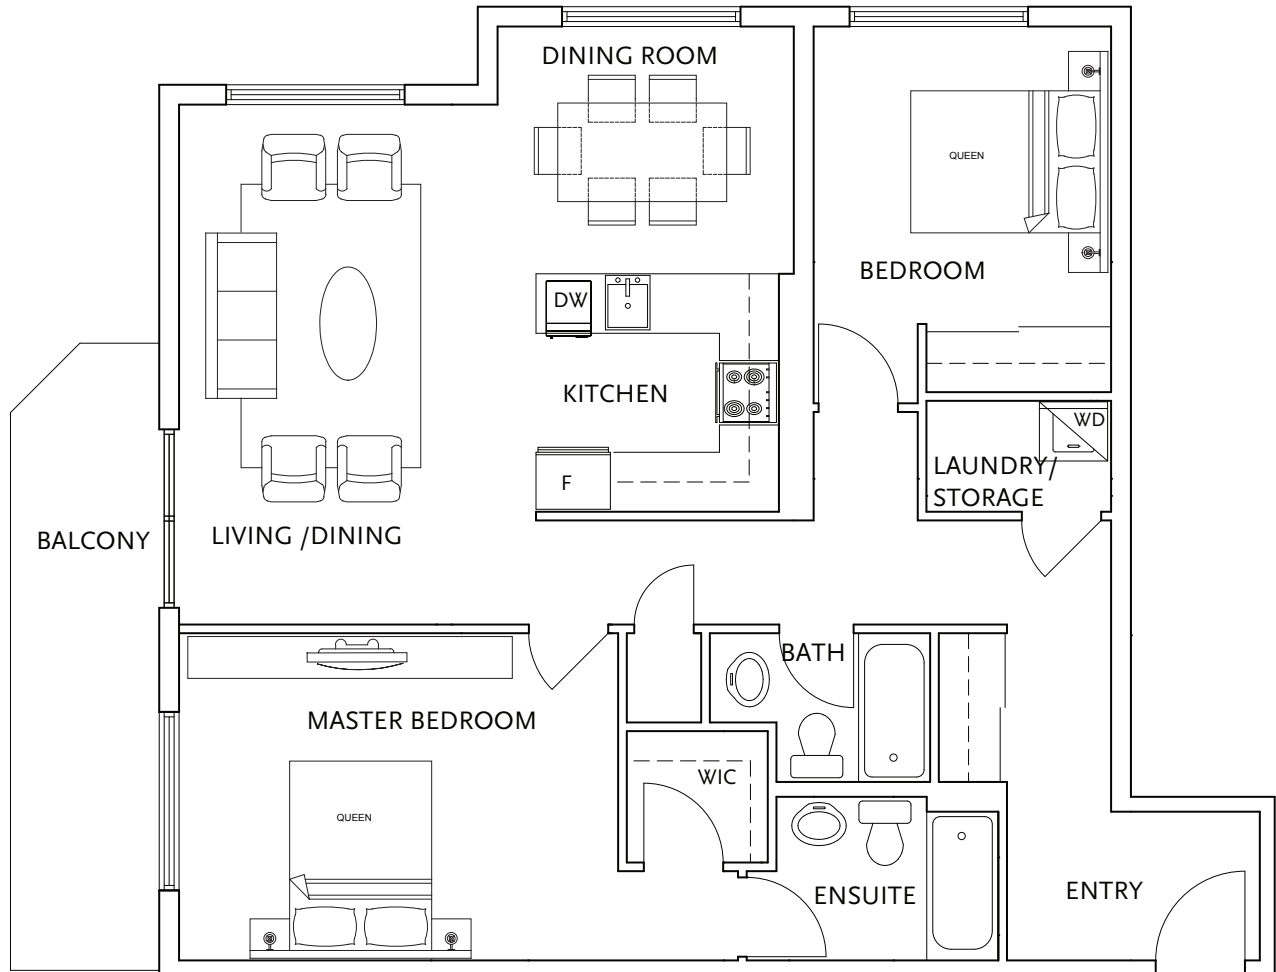 DINING ROOM
QUEEN
BEDROOM
DW
KITCHEN
WD
LAUNDRY/
STORAGE
F
LIVING /DINING
BALCONY
BATH
MASTER BEDROOM
WIC
QUEEN
ENSUITE
ENTRY